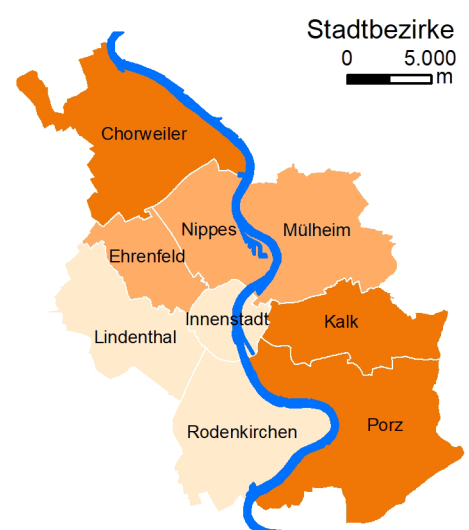 Stadtbezirke
0 5.000
m
Chorweiler
Nippes
Mülheim
Ehrenfeld
Innenstadt
Kalk
Lindenthal
Rodenkirchen
Porz